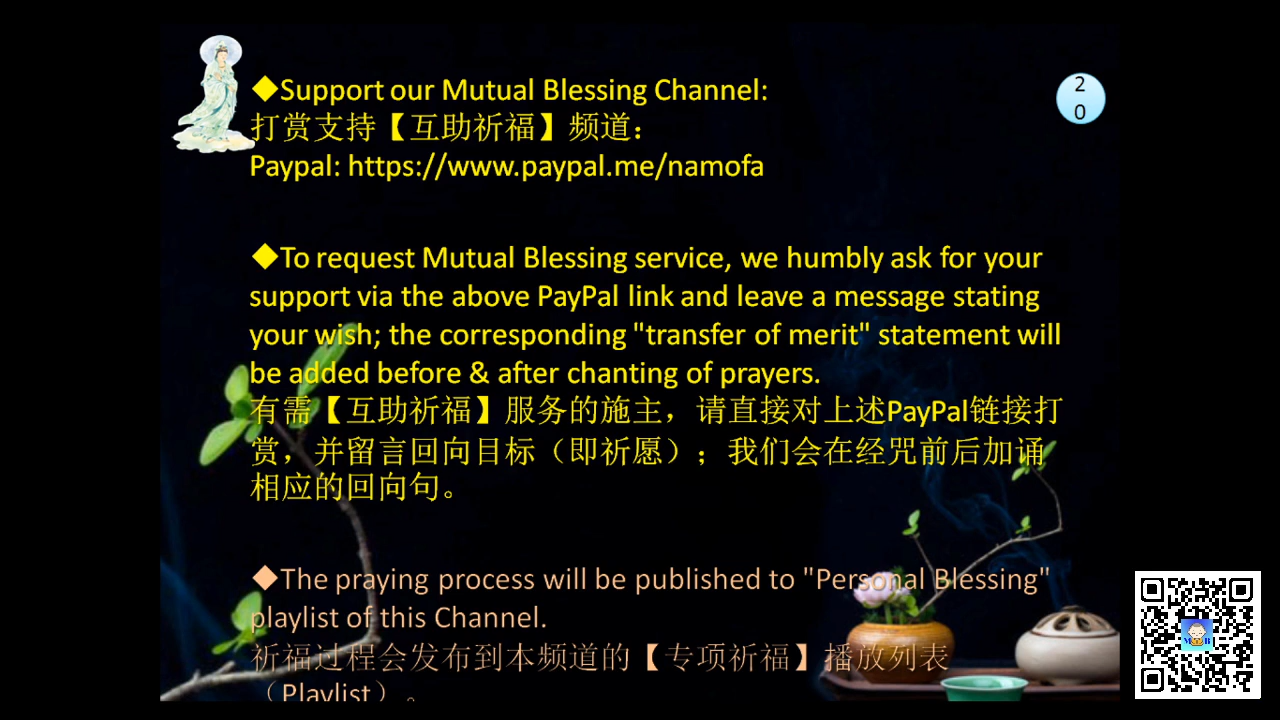 ◆Support our Mutual Blessing Channel:
打赏支持【互助祈福】频道：
Paypal: https://www.paypal.me/namofa
2
0
◆To request Mutual Blessing service, we humbly ask for your
support via the above PayPal link and leave a message stating
your wish; the corresponding "transfer of merit" statement will
be added before & after chanting of prayers.
有需【互助祈福】服务的施主，请直接对上述PayPal链接打
赏，并留言回向目标（即祈愿）；我们会在经咒前后加诵
相应的回向句。
◆The praying process will be published to "Personal Blessing"
playlist of this Channel.
祈福过程会发布到本频道的【专项祈福】播放列表
（Playlist）。